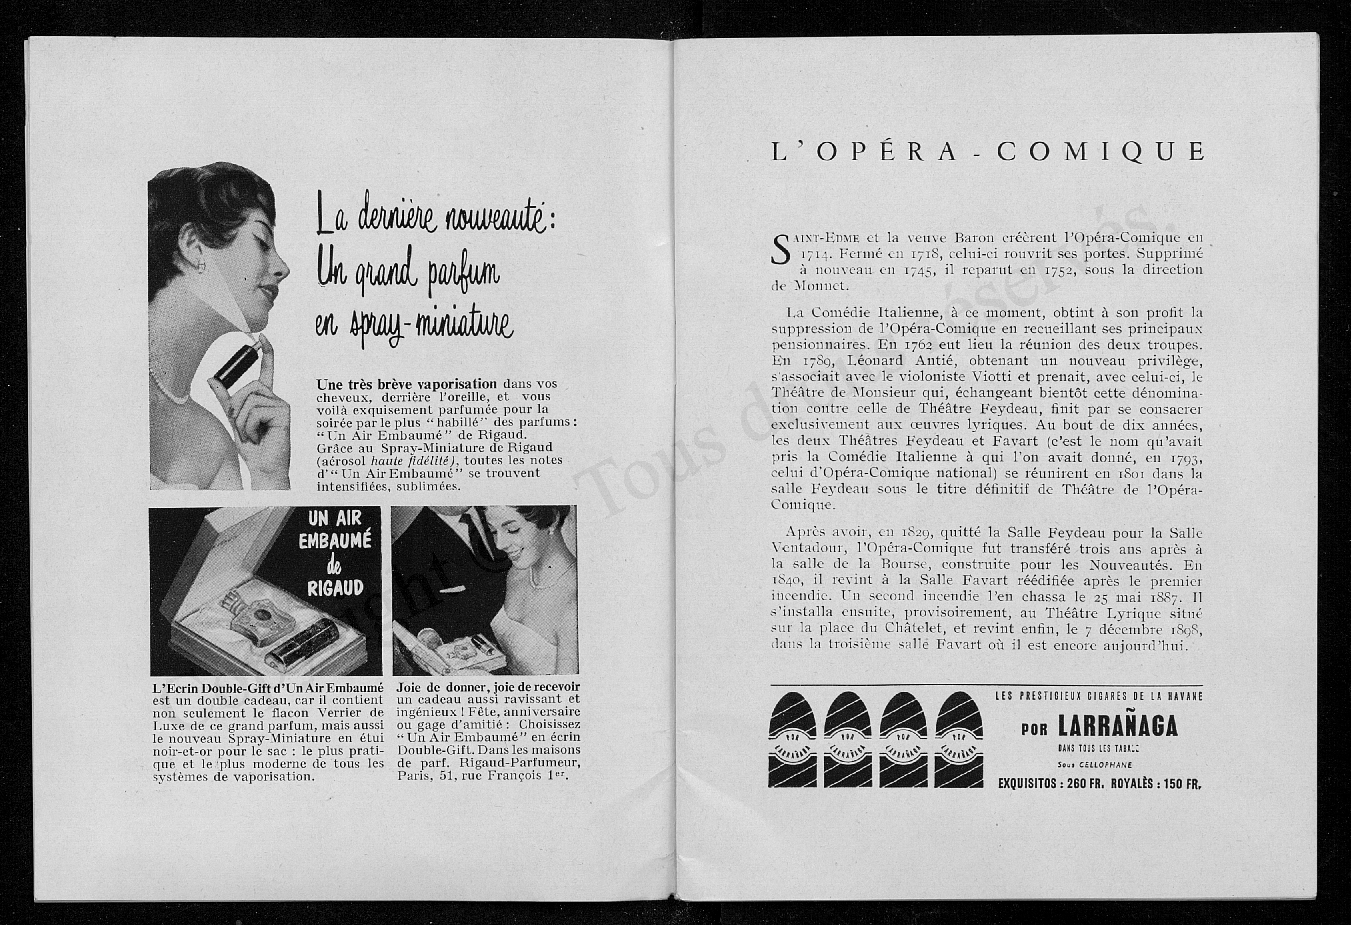 La dernière nouveauté :
Un grand parfum
en spray-miniature
Une très brève vaporisation dans vos
cheveux, derrière l'oreille, et vous
voilà exquisement parfumée pour la
soirée par le plus " habillé " des parfums :
" Un Air Embaumé " de Rigaud.
Grâce au Spray-Miniature de Rigaud
(aérosol haute fidélité), toutes les notes
d' " Un Air Embaumé " se trouvent
intensifiées, sublimées.
UN AIR
EMBAUMÉ
de
RIGAUD
L'Ecrin Double-Gift d'Un Air Embaumé
est un double cadeau, car il contient
non seulement le flacon Verrier de
Luxe de ce grand parfum, mais aussi
le nouveau Spray-Miniature en étui
noir-et-or pour le sac : le plus prati-
que et le plus moderne de tous les
systèmes de vaporisation.
Joie de donner, joie de recevoir
un cadeau aussi ravissant et
ingénieux ! Fête, anniversaire
ou gage d'amitié : Choisissez
" Un Air Embaumé " en écrin
Double-Gift. Dans les maisons
de parf. Rigaud-Parfumeur,
Paris, 51, rue François 1er.
L'OPÉRA-COMIQUE
SAINT-EDME et la veuve Baron créèrent l'Opéra-Comique en
1714. Fermé en 1718, celui-ci rouvrit ses portes. Supprimé
à nouveau en 1745, il reparut en 1752, sous la direction
de Monnet.
La Comédie Italienne, à ce moment, obtint à son profit la
suppression de l'Opéra-Comique en recueillant ses principaux
pensionnaires. En 1762 eut lieu la réunion des deux troupes.
En 1789, Léonard Antié, obtenant un nouveau privilège,
s'associait avec le violoniste Viotti et prenait, avec celui-ci, le
Théâtre de Monsieur qui, échangeant bientôt cette dénomina-
tion contre celle de Théâtre Feydeau, finit par se consacrer
exclusivement aux œuvres lyriques. Au bout de dix années,
les deux Théâtres Feydeau et Favart (c'est le nom qu'avait
pris la Comédie Italienne à qui l'on avait donné, en 1793,
celui d'Opéra-Comique national) se réunirent en 1801 dans la
salle Feydeau sous le titre définitif de Théâtre de l'Opéra-
Comique.
Après avoir, en 1829, quitté la Salle Feydeau pour la Salle
Ventadour, l'Opéra-Comique fut transféré trois ans après à
la salle de la Bourse, construite pour les Nouveautés. En
1840, il revint à la Salle Favart réédifiée après le premier
incendie. Un second incendie l'en chassa le 25 mai 1887. Il
s'installa ensuite, provisoirement, au Théâtre Lyrique situé
sur la place du Châtelet, et revint enfin, le 7 décembre 1898,
dans la troisième salle Favart où il est encore aujourd'hui.
LES PRESTIGIEUX CIGARES DE LA HAVANE
POR LARRAÑAGA
DANS TOUS LES TABACS
Sous CELLOPHANE
EXQUISITOS : 260 FR. ROYALÈS : 150 FR.
POR LARRAÑAGA
POR LARRAÑAGA
POR LARRAÑAGA
POR LARRAÑAGA